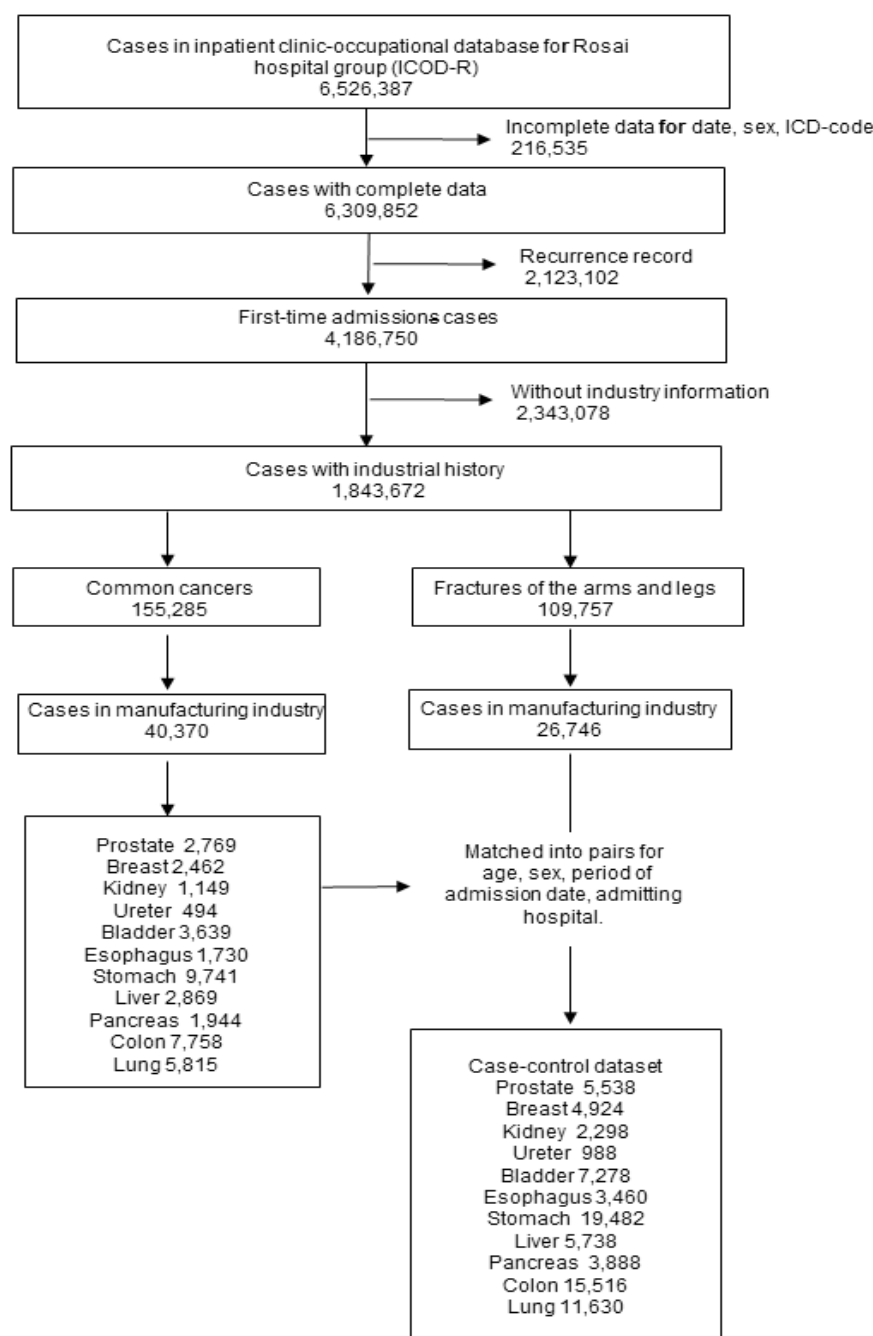 Cases in inpatient clinic-occupational database for Rosai
hospital group (ICOD-R)
6,526,387
Incomplete data for date, sex, ICD-code
216,535
Cases with complete data
6,309,852
Recurrence record
2,123,102
First-time admissions cases
4,186,750
Without industry information
2,343,078
Cases with industrial history
1,843,672
Common cancers
155,285
Fractures of the arms and legs
109,757
Cases in manufacturing industry
40,370
Cases in manufacturing industry
26,746
Prostate 2,769
Breast 2,462
Kidney 1,149
Ureter 494
Bladder 3,639
Esophagus 1,730
Stomach 9,741
Liver 2,869
Pancreas 1,944
Colon 7,758
Lung 5,815
Matched into pairs for
age, sex, period of
admission date, admitting
hospital.
Case-control dataset
Prostate 5,538
Breast 4,924
Kidney 2,298
Ureter 988
Bladder 7,278
Esophagus 3,460
Stomach 19,482
Liver 5,738
Pancreas 3,888
Colon 15,516
Lung 11,630